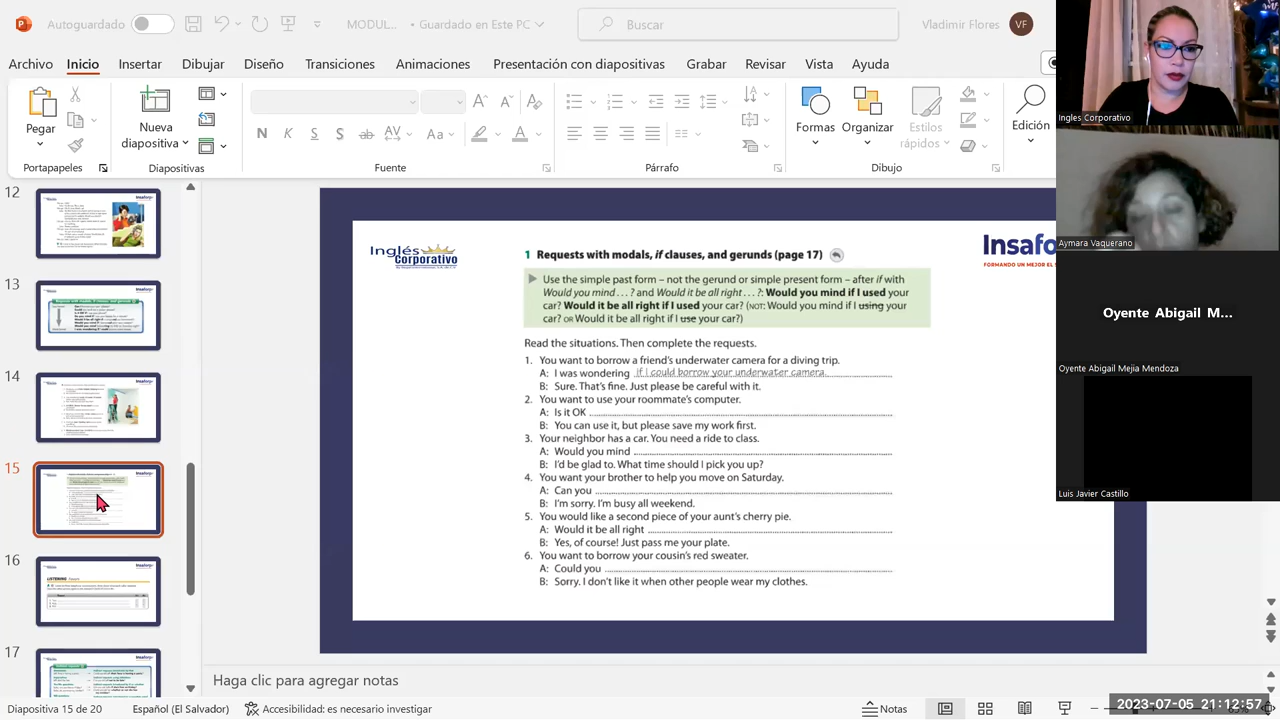 Autoguardado
MODUL... • Guardado en Este PC
Buscar
Vladimir Flores
VF
Archivo Inicio Insertar Dibujar Diseño Transiciones Animaciones Presentación con diapositivas Grabar Revisar Vista Ayuda
Pegar
Nueva diapositiva
Formas
Organizar
Estilos rápidos
Edición
N K S S ab AV Aa A
Portapapeles
Diapositivas
Fuente
Párrafo
Dibujo
Ingles Corporativo
Aymara Vaquerano
Oyente Abigail M...
Oyente Abigail Mejia Mendoza
Luis Javier Castillo
12
13
14
15
16
LISTENING
17
Inglés
Corporativo
Insafo
FORMANDO UN MEJOR EL S
1 Requests with modals, if clauses, and gerunds (page 17)
Use the simple past form – not the gerund or simple present form – after if with
Would you mind . . . ? and Would it be all right . . . ?: Would you mind if I used your
car? Would it be all right if I used your car? (NOT: Would you mind if I using your
car? OR Would it be all right if I use your car?)
Read the situations. Then complete the requests.
1. You want to borrow a friend's underwater camera for a diving trip.
A: I was wondering if I could borrow your underwater camera.
B: Sure. That's fine. Just please be careful with it.
2. You want to use your roommate's computer.
A: Is it OK
B: You can use it, but please save my work first.
3. Your neighbor has a car. You need a ride to class.
A: Would you mind
B: I'd be glad to. What time should I pick you up?
4. You want your brother to help you move on Saturday.
A: Can you
B: I'm sorry. I'm busy all weekend.
5. You would like a second piece of your aunt's cherry pie.
A: Would it be all right
B: Yes, of course! Just pass me your plate.
6. You want to borrow your cousin's red sweater.
A: Could you
B: Sorry. I don't like it when other people wear my clothes.
Haga clic para agregar notas
Diapositiva 15 de 20
Español (El Salvador)
Accesibilidad: es necesario investigar
Notas
2023-07-05 21:12:57